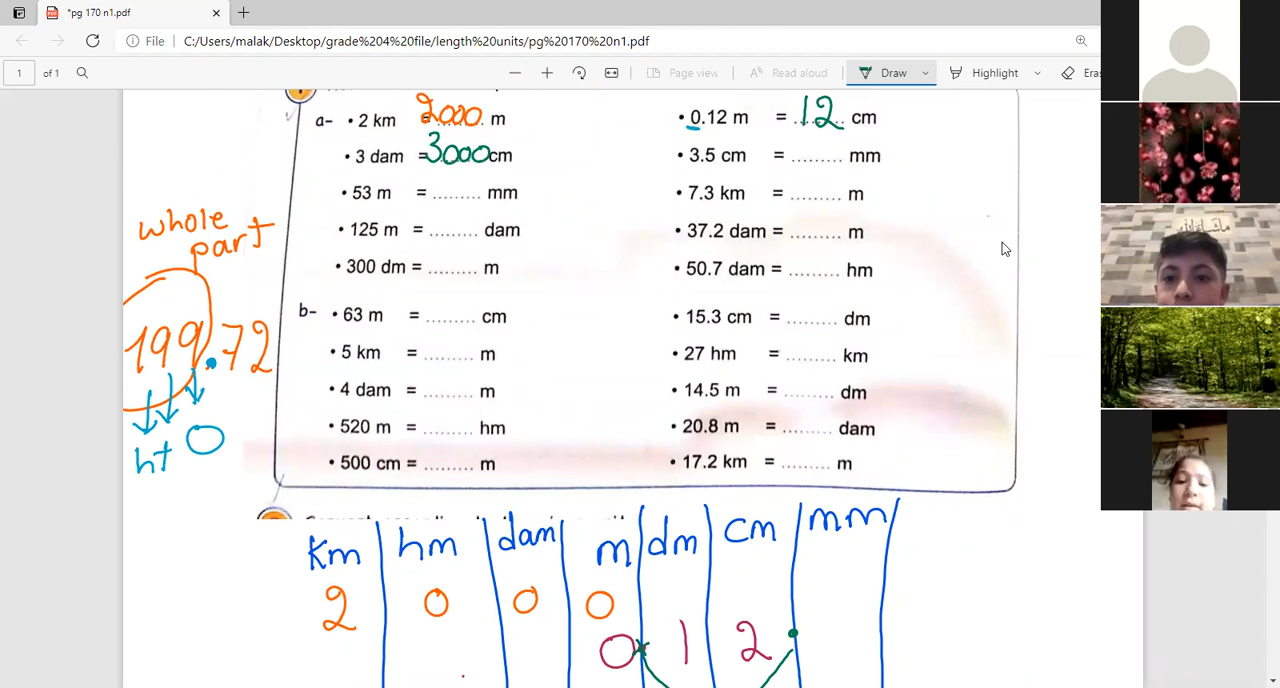 *pg 170 n1.pdf
File C:/Users/malak/Desktop/grade%204%20file/length%20units/pg%20170%20n1.pdf
1 of 1 Page view Read aloud Draw Highlight Eras
a- • 2 km = 2000 m
• 3 dam = 3000 cm
• 53 m = ......... mm
• 125 m = ......... dam
• 300 dm = ......... m
b- • 63 m = ......... cm
• 5 km = ......... m
• 4 dam = ......... m
• 520 m = ......... hm
• 500 cm = ......... m
• 0.12 m = 12 cm
• 3.5 cm = ......... mm
• 7.3 km = ......... m
• 37.2 dam = ......... m
• 50.7 dam = ......... hm
• 15.3 cm = ......... dm
• 27 hm = ......... km
• 14.5 m = ......... dm
• 20.8 m = ......... dam
• 17.2 km = ......... m
whole
part
199.72
h t O
Km hm dam m dm cm mm
2 0 0 0
0 1 2
ماشاءالله